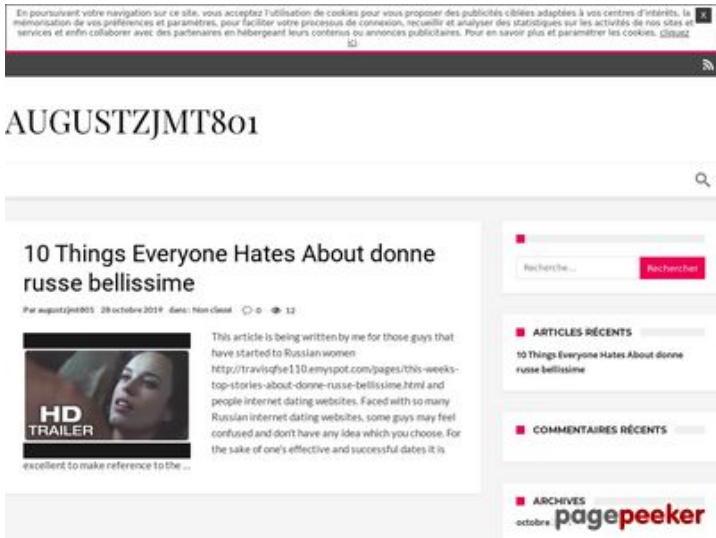 En poursuivant votre navigation sur ce site, vous acceptez l'utilisation de cookies pour vous proposer des publicités ciblées adaptées à vos centres d'intérêts, la
mémorisation de vos préférences et paramètres, pour faciliter votre processus de connexion, recueillir et analyser des statistiques sur les activités de nos sites et
services et enfin collaborer avec des partenaires en hébergeant leurs contenus ou annonces publicitaires. Pour en savoir plus et paramétrer les cookies, cliquez
ici
X
AUGUSTZJMT801
10 Things Everyone Hates About donne
russe bellissime
Par augustzjmt801 28 octobre 2019 dans : Non classé 0 12
HD
TRAILER
This article is being written by me for those guys that
have started to Russian women
http://travisqfse110.emyspot.com/pages/this-weeks-
top-stories-about-donne-russe-bellissime.html and
people internet dating websites. Faced with so many
Russian internet dating websites, some guys may feel
confused and don't have any idea which you choose. For
the sake of one's effective and successful dates it is
excellent to make reference to the ...
Recherche...
Rechercher
ARTICLES RÉCENTS
10 Things Everyone Hates About donne
russe bellissime
COMMENTAIRES RÉCENTS
ARCHIVES
octobre
pagepeeker